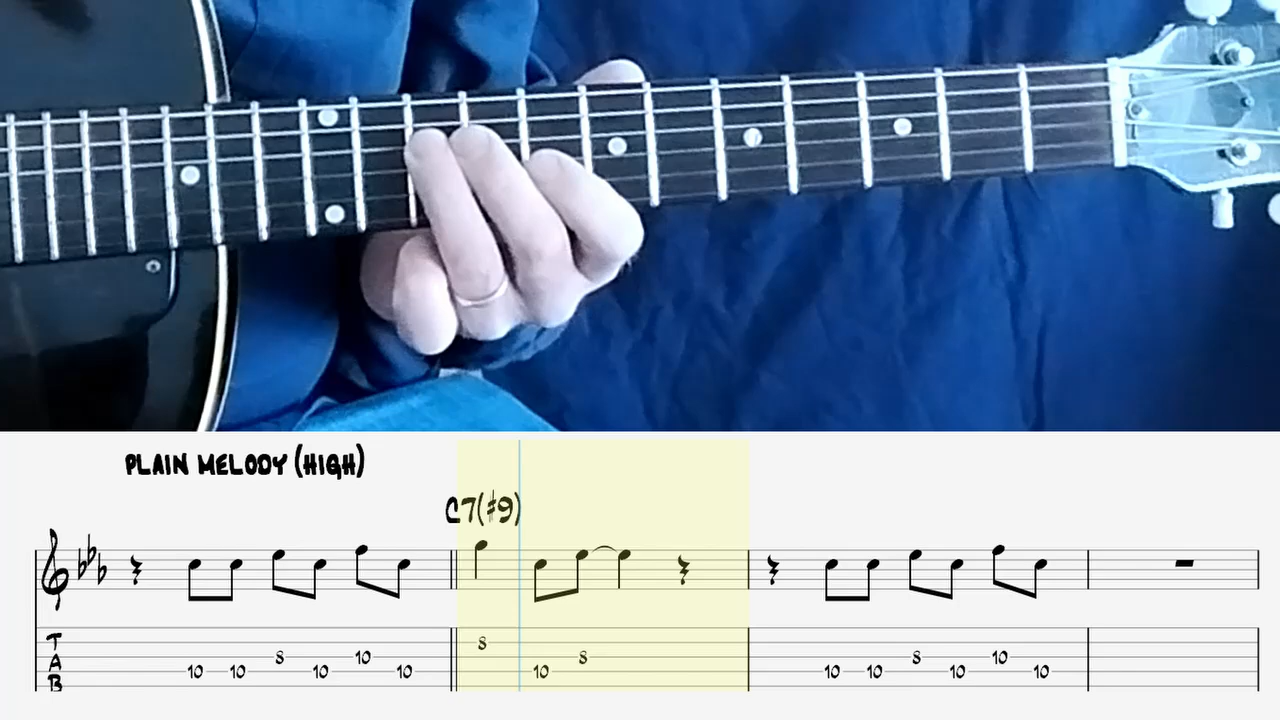 PLAIN MELODY (HIGH)
C7(♯9)
T
A
B
10 10 8 10 10 10 8 10 8 10 10 8 10 10 10